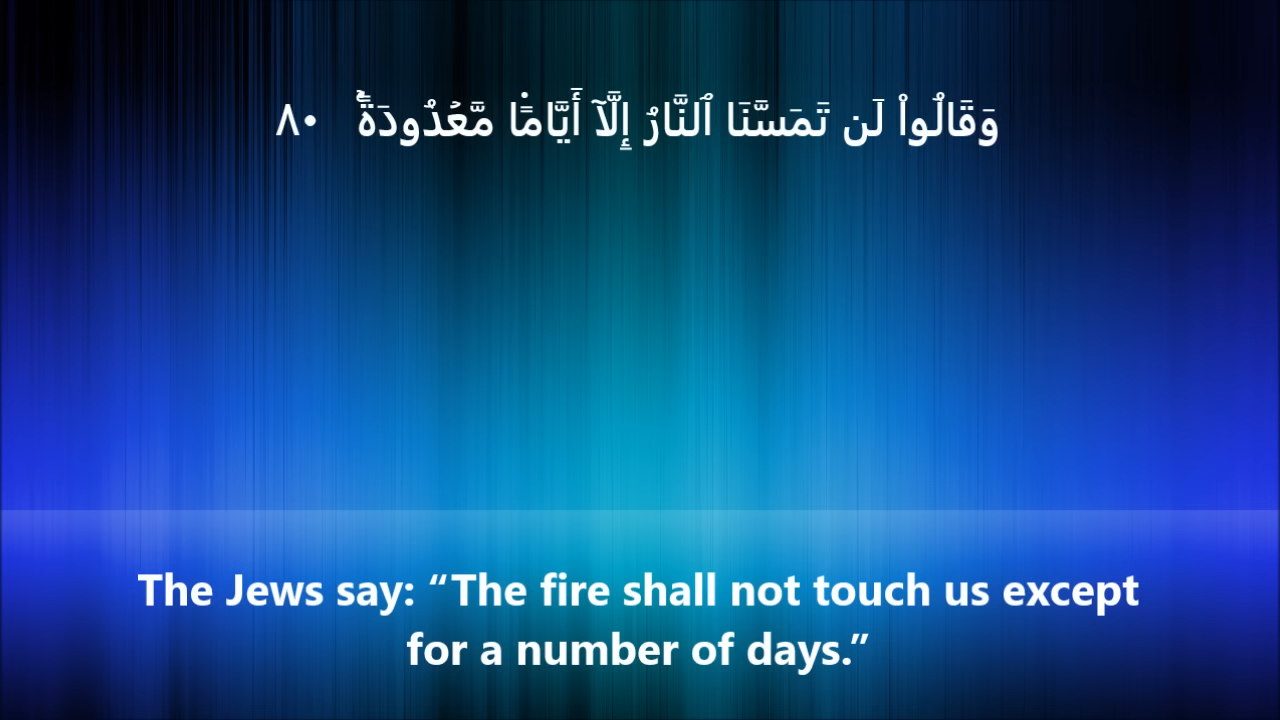 وَقَالُواْ لَن تَمَسَّنَا ٱلنَّارُ إِلَّآ أَيَّامٗا مَّعۡدُودَةٗۚ ٨٠
The Jews say: “The fire shall not touch us except
for a number of days.”